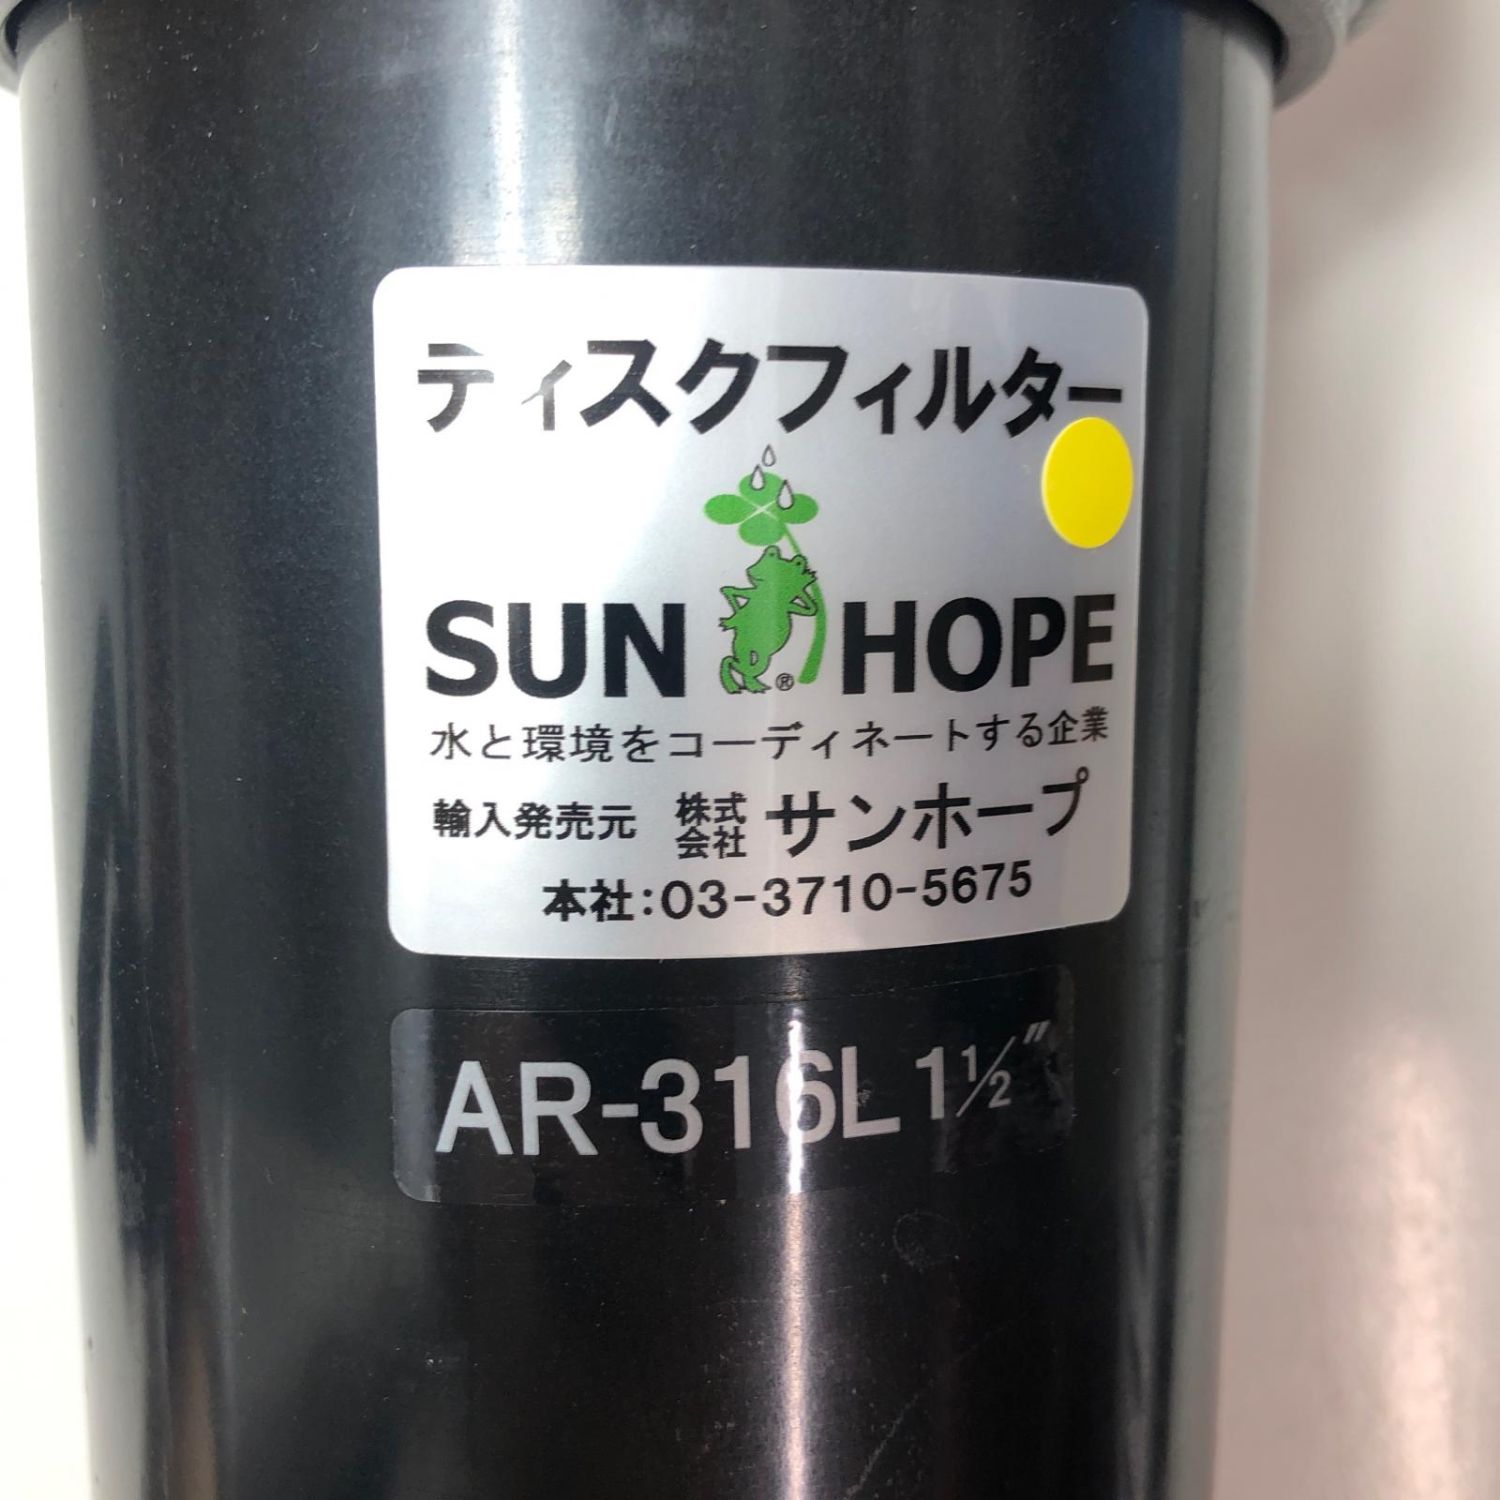 ディスクフィルター
SUN HOPE
®
水と環境をコーディネートする企業
輸入発売元 株式会社 サンホープ
本社:03-3710-5675
AR-316L 1½"